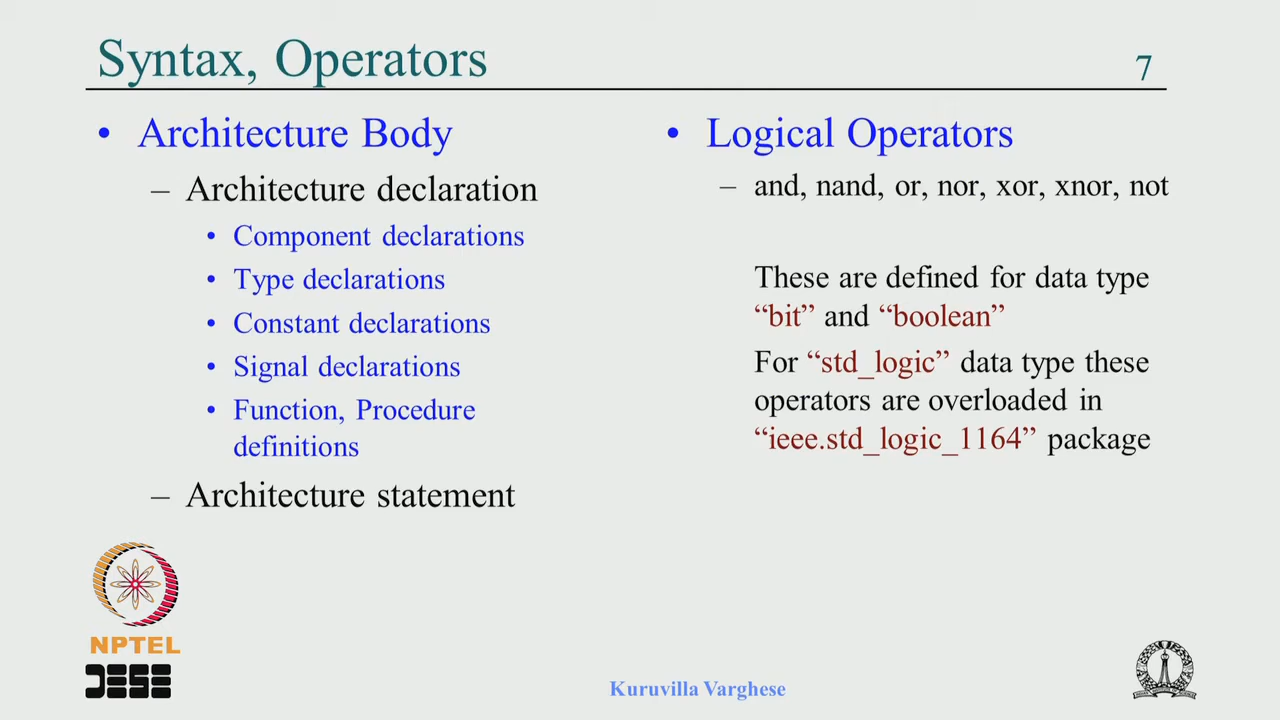 Syntax, Operators
7
• Architecture Body
– Architecture declaration
• Component declarations
• Type declarations
• Constant declarations
• Signal declarations
• Function, Procedure
definitions
– Architecture statement
• Logical Operators
– and, nand, or, nor, xor, xnor, not
These are defined for data type
“bit” and “boolean”
For “std_logic” data type these
operators are overloaded in
“ieee.std_logic_1164” package
NPTEL
DESE
Kuruvilla Varghese